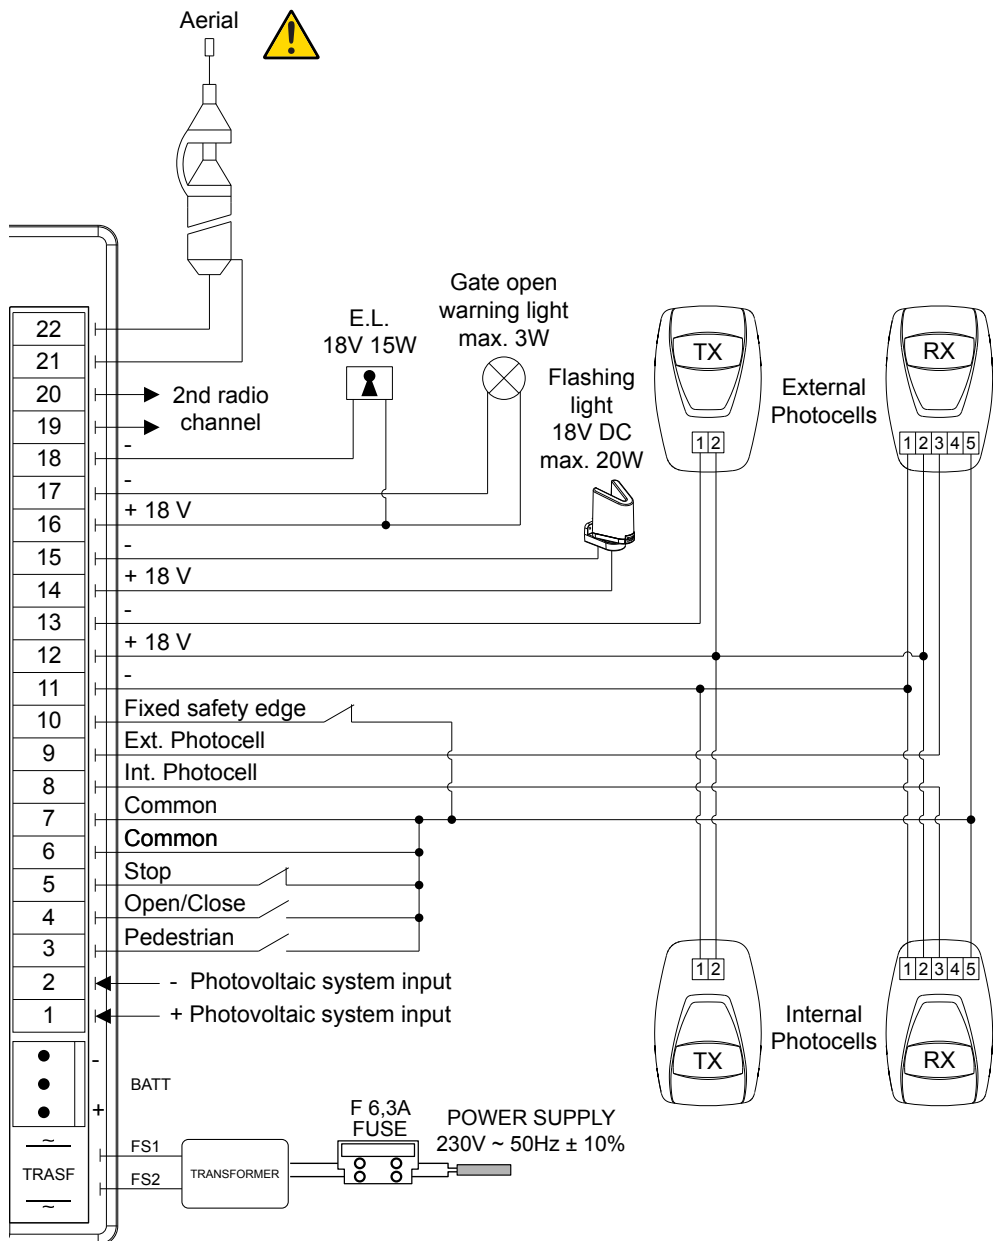 Aerial
Gate open
warning light
max. 3W
E.L.
18V 15W
Flashing
light
18V DC
max. 20W
TX
RX
External
Photocells
1 2
1 2 3 4 5
22
21
20
2nd radio
channel
19
-
18
-
17
+ 18 V
16
-
15
+ 18 V
14
-
13
+ 18 V
12
-
11
Fixed safety edge
10
Ext. Photocell
9
Int. Photocell
8
Common
7
Common
6
Stop
5
Open/Close
4
Pedestrian
3
2
- Photovoltaic system input
1
+ Photovoltaic system input
1 2
1 2 3 4 5
Internal
Photocells
TX
RX
-
BATT
+
~
TRASF
~
FS1
FS2
TRANSFORMER
F 6,3A
FUSE
POWER SUPPLY
230V ~ 50Hz ± 10%